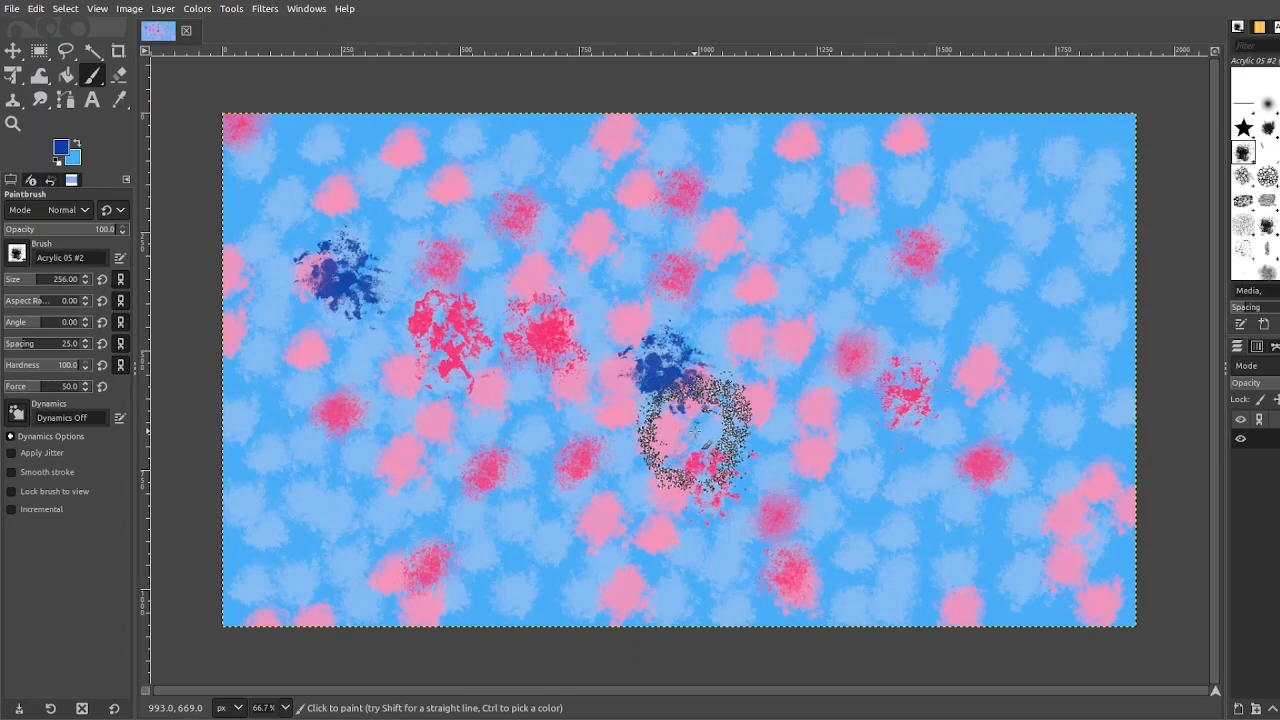 File Edit Select View Image Layer Colors Tools Filters Windows Help
0 250 500 750 1000 1250 1500 1750 2000
Filter
Acrylic 05 #2
Paintbrush
Mode Normal
Opacity 100.0
Brush
Acrylic 05 #2
Size 256.00
Aspect Ra... 0.00
Angle 0.00
Spacing 25.0
Hardness 100.0
Force 50.0
Dynamics
Dynamics Off
Dynamics Options
Apply Jitter
Smooth stroke
Lock brush to view
Incremental
Media,
Spacing
Mode
Opacity
Lock:
993.0, 669.0 px 66.7 % Click to paint (try Shift for a straight line, Ctrl to pick a color)